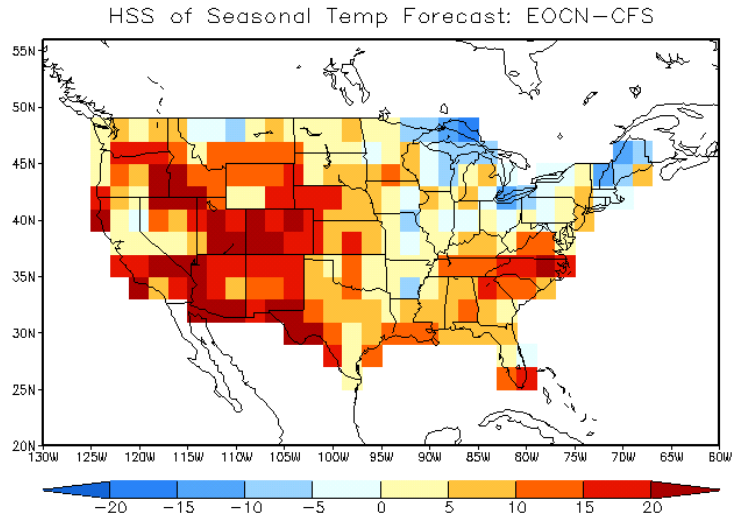 HSS of Seasonal Temp Forecast: EOCN-CFS
55N
50N
45N
40N
35N
30N
25N
20N
130W 125W 120W 115W 110W 105W 100W 95W 90W 85W 80W 75W 70W 65W 60W
-20 -15 -10 -5 0 5 10 15 20